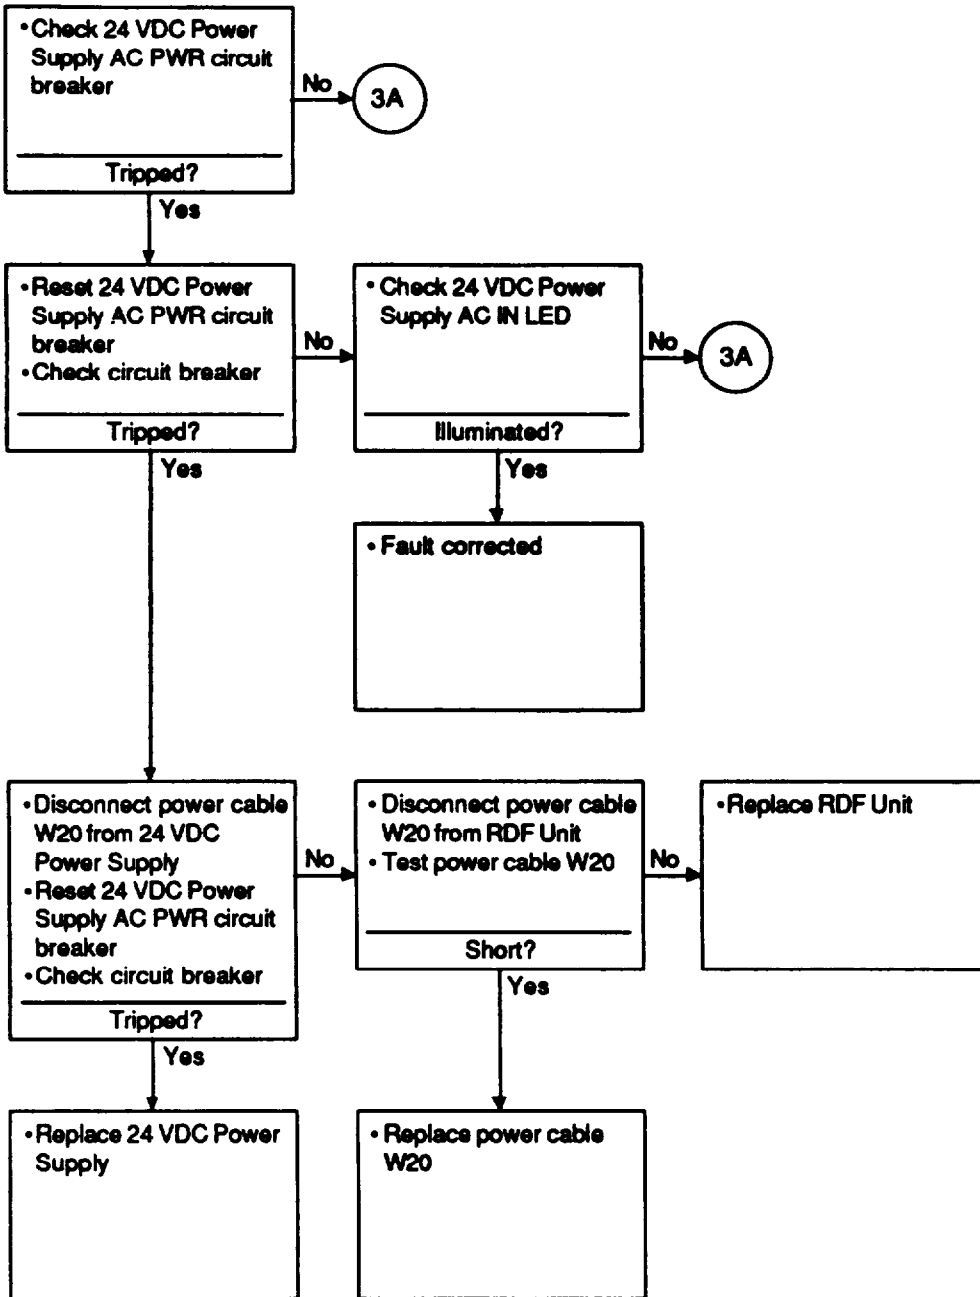 • Check 24 VDC Power
Supply AC PWR circuit
breaker
Tripped?
No
3A
Yes
• Reset 24 VDC Power
Supply AC PWR circuit
breaker
• Check circuit breaker
Tripped?
No
• Check 24 VDC Power
Supply AC IN LED
Illuminated?
No
3A
Yes
Yes
• Fault corrected
• Disconnect power cable
W20 from 24 VDC
Power Supply
• Reset 24 VDC Power
Supply AC PWR circuit
breaker
• Check circuit breaker
Tripped?
No
• Disconnect power cable
W20 from RDF Unit
• Test power cable W20
Short?
No
• Replace RDF Unit
Yes
Yes
• Replace 24 VDC Power
Supply
• Replace power cable
W20